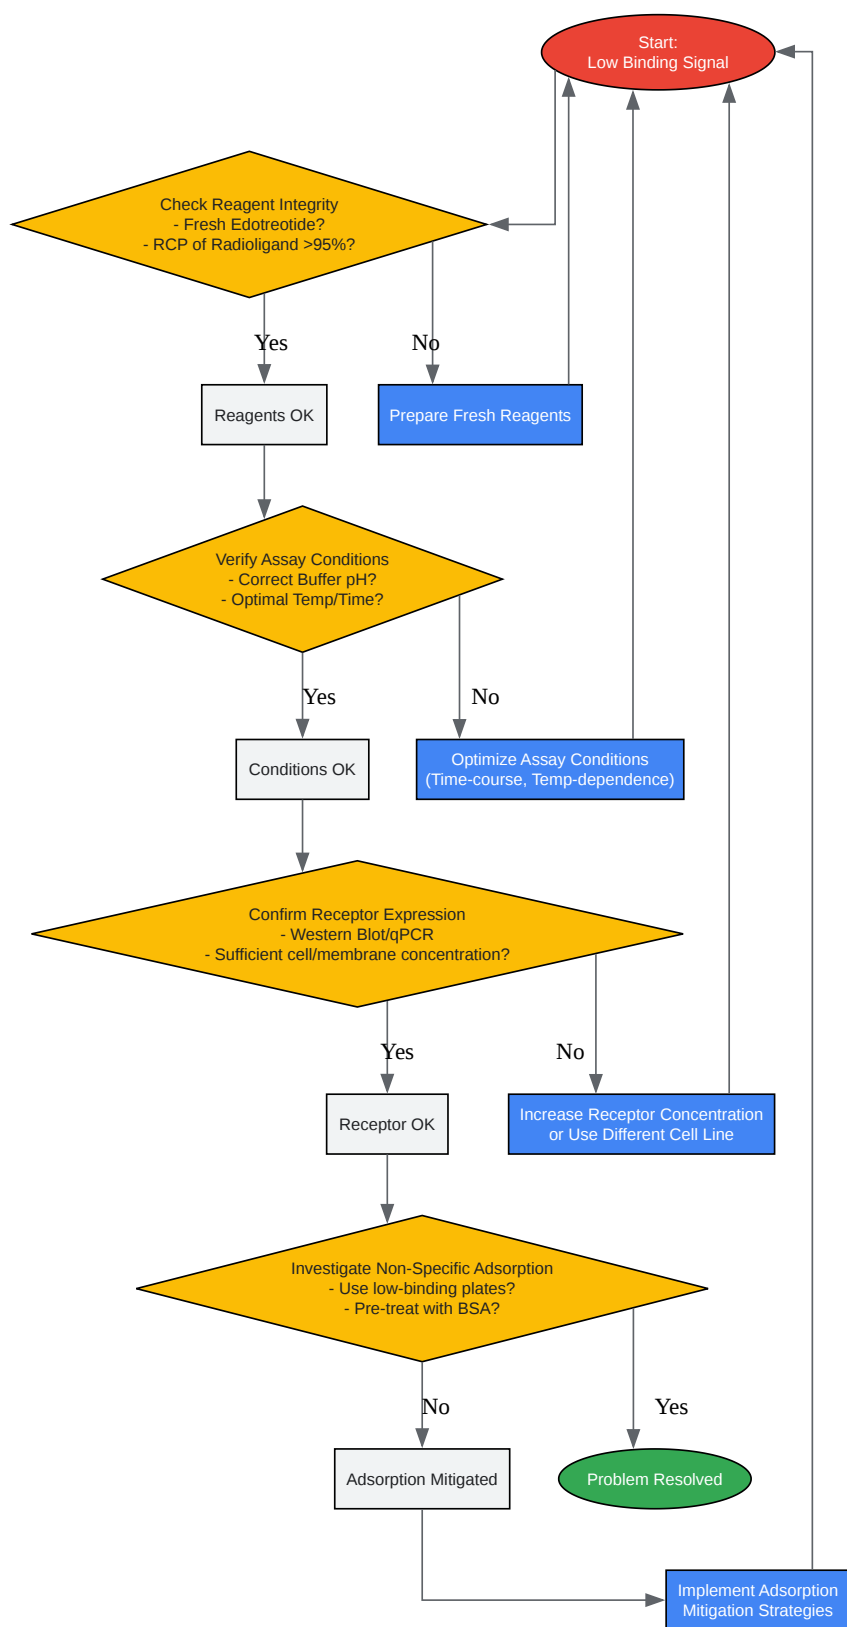 Start:
Low Binding Signal
Check Reagent Integrity
- Fresh Edotreotide?
- RCP of Radioligand >95%?
Yes
No
Reagents OK
Prepare Fresh Reagents
Verify Assay Conditions
- Correct Buffer pH?
- Optimal Temp/Time?
Yes
No
Conditions OK
Optimize Assay Conditions
(Time-course, Temp-dependence)
Confirm Receptor Expression
- Western Blot/qPCR
- Sufficient cell/membrane concentration?
Yes
No
Receptor OK
Increase Receptor Concentration
or Use Different Cell Line
Investigate Non-Specific Adsorption
- Use low-binding plates?
- Pre-treat with BSA?
No
Yes
Adsorption Mitigated
Problem Resolved
Implement Adsorption
Mitigation Strategies